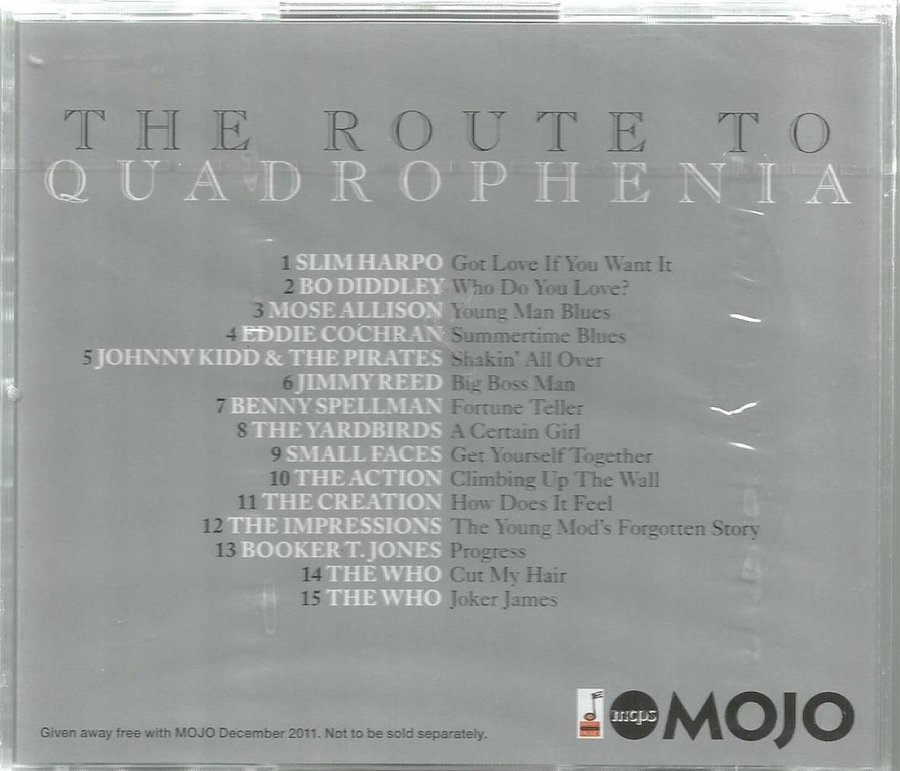 THE ROUTE TO
QUADROPHENIA
1 SLIM HARPO Got Love If You Want It
2 BO DIDDLEY Who Do You Love?
3 MOSE ALLISON Young Man Blues
4 EDDIE COCHRAN Summertime Blues
5 JOHNNY KIDD & THE PIRATES Shakin' All Over
6 JIMMY REED Big Boss Man
7 BENNY SPELLMAN Fortune Teller
8 THE YARDBIRDS A Certain Girl
9 SMALL FACES Get Yourself Together
10 THE ACTION Climbing Up The Wall
11 THE CREATION How Does It Feel
12 THE IMPRESSIONS The Young Mod's Forgotten Story
13 BOOKER T. JONES Progress
14 THE WHO Cut My Hair
15 THE WHO Joker James
mcps MOJO
Given away free with MOJO December 2011. Not to be sold separately.